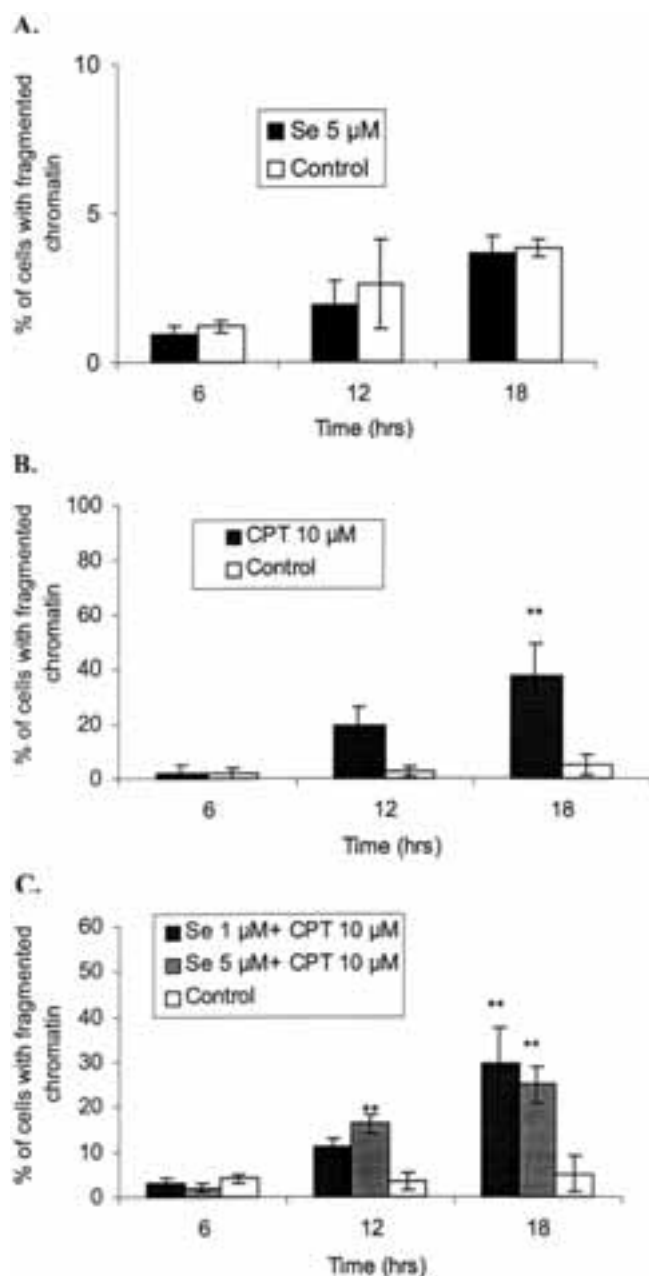 A.
% of cells with fragmented
chromatin
10
5
0
Se 5 µM
Control
6 12 18
Time (hrs)
B.
% of cells with fragmented
chromatin
100
80
60
40
20
0
CPT 10 µM
Control
**
6 12 18
Time (hrs)
C.
% of cells with fragmented
chromatin
60
50
40
30
20
10
0
Se 1 µM+ CPT 10 µM
Se 5 µM+ CPT 10 µM
Control
**
**
**
6 12 18
Time (hrs)